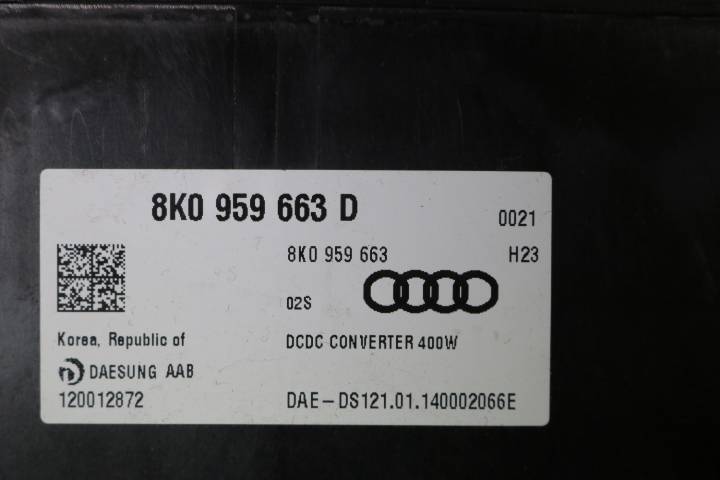 8K0 959 663 D
0021
8K0 959 663 H23
02S
Korea, Republic of DCDC CONVERTER 400W
DAESUNG AAB
120012872 DAE-DS121.01.140002066E